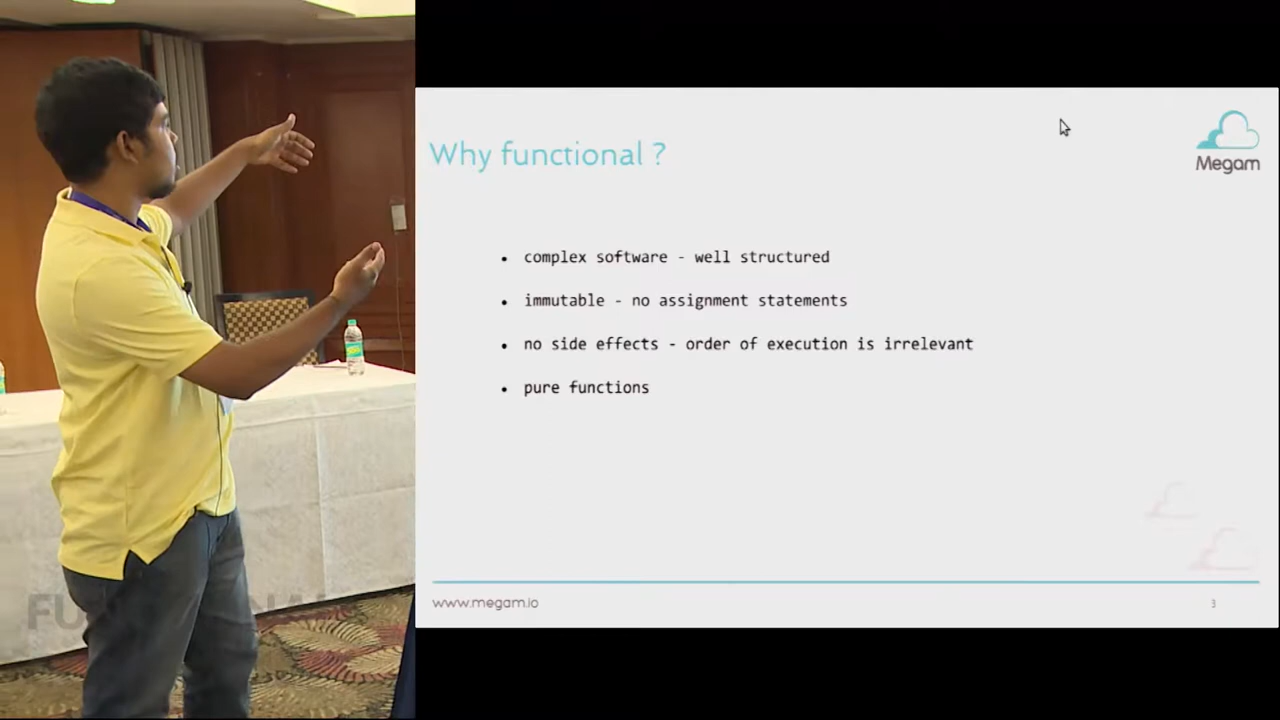 Why functional ?
Megam
• complex software - well structured
• immutable - no assignment statements
• no side effects - order of execution is irrelevant
• pure functions
www.megam.io
3